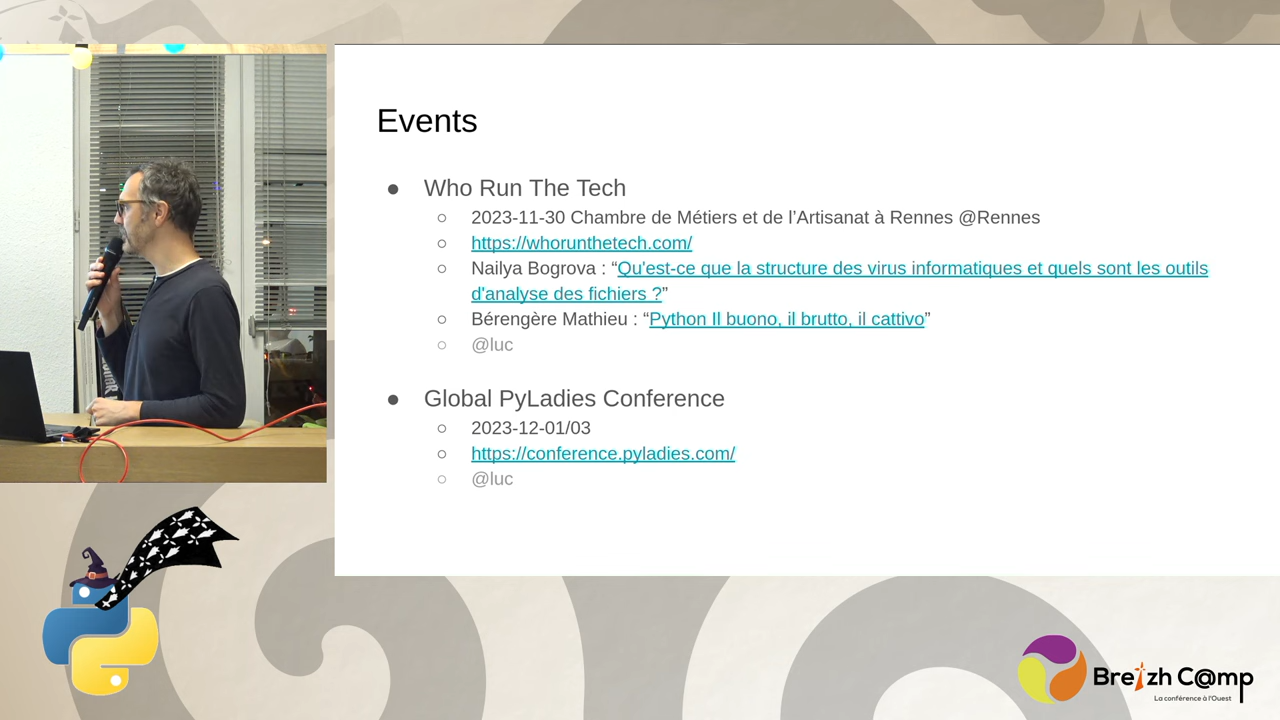 Events
● Who Run The Tech
○ 2023-11-30 Chambre de Métiers et de l’Artisanat à Rennes @Rennes
○ https://whorunthetech.com/
○ Nailya Bogrova : “Qu'est-ce que la structure des virus informatiques et quels sont les outils
d'analyse des fichiers ?”
○ Bérengère Mathieu : “Python Il buono, il brutto, il cattivo”
○ @luc
● Global PyLadies Conference
○ 2023-12-01/03
○ https://conference.pyladies.com/
○ @luc
Breizh C@mp
La conférence à l'Ouest